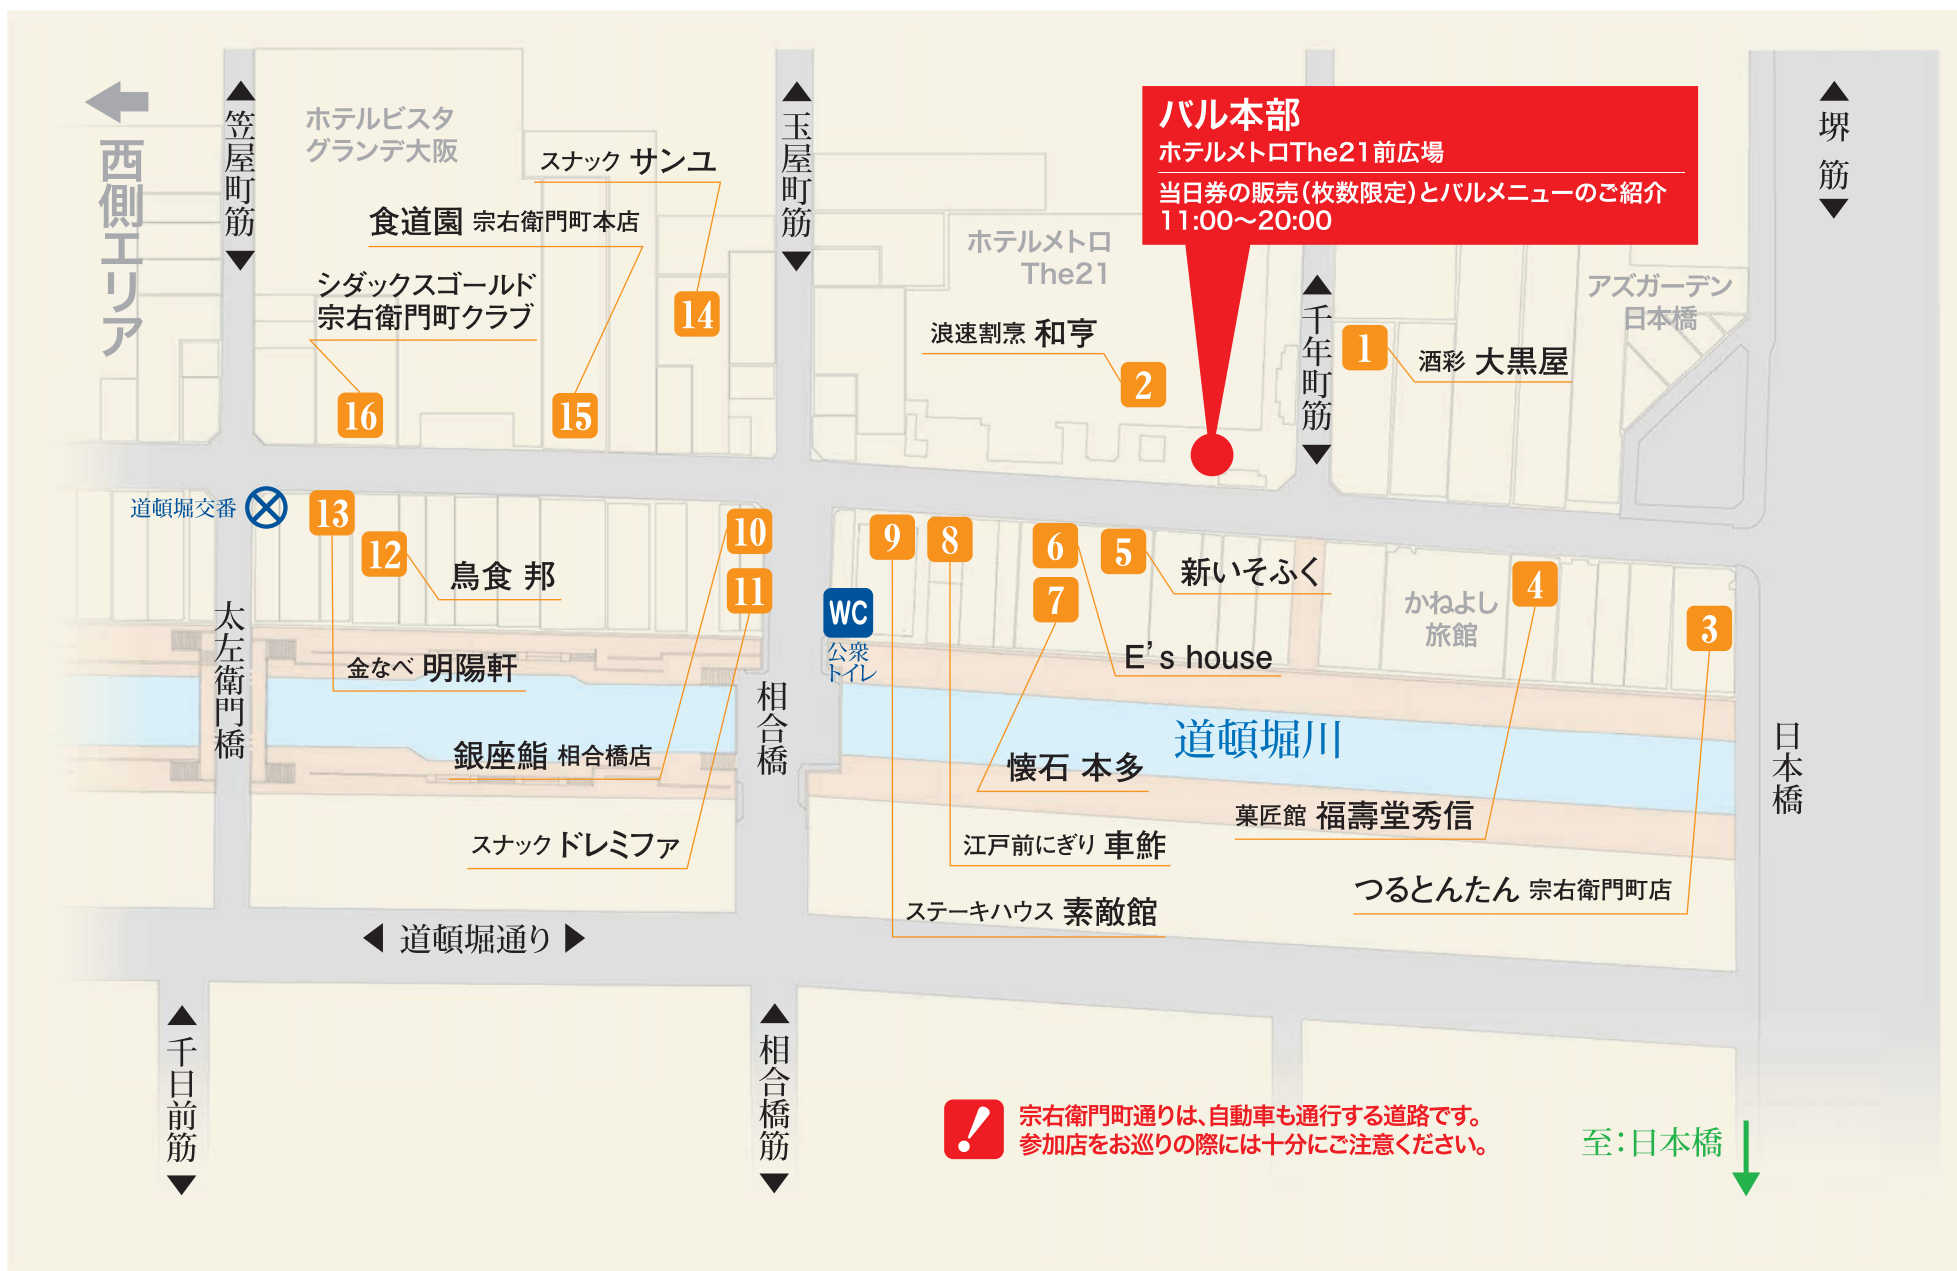 西側エリア
笠屋町筋
ホテルビスタ
グランデ大阪
スナック サンユ
食道園 宗右衛門町本店
シダックスゴールド
宗右衛門町クラブ
14
15
16
玉屋町筋
バル本部
ホテルメトロThe21前広場
当日券の販売（枚数限定）とバルメニューのご紹介
11:00～20:00
ホテルメトロ
The21
浪速割烹 和亨
2
千年町筋
1
酒彩 大黒屋
アズガーデン
日本橋
堺筋
道頓堀交番
13
12
鳥食 邦
10
11
金なべ 明陽軒
銀座鮨 相合橋店
スナック ドレミファ
太左衛門橋
相合橋
WC
公衆
トイレ
9
8
6
7
5
新いそふく
E's house
懐石 本多
江戸前にぎり 車鮓
ステーキハウス 素敵館
道頓堀川
かねよし
旅館
4
3
菓匠館 福壽堂秀信
つるとんたん 宗右衛門町店
日本橋
道頓堀通り
千日前筋
相合橋筋
宗右衛門町通りは、自動車も通行する道路です。
参加店をお巡りの際には十分にご注意ください。
至：日本橋